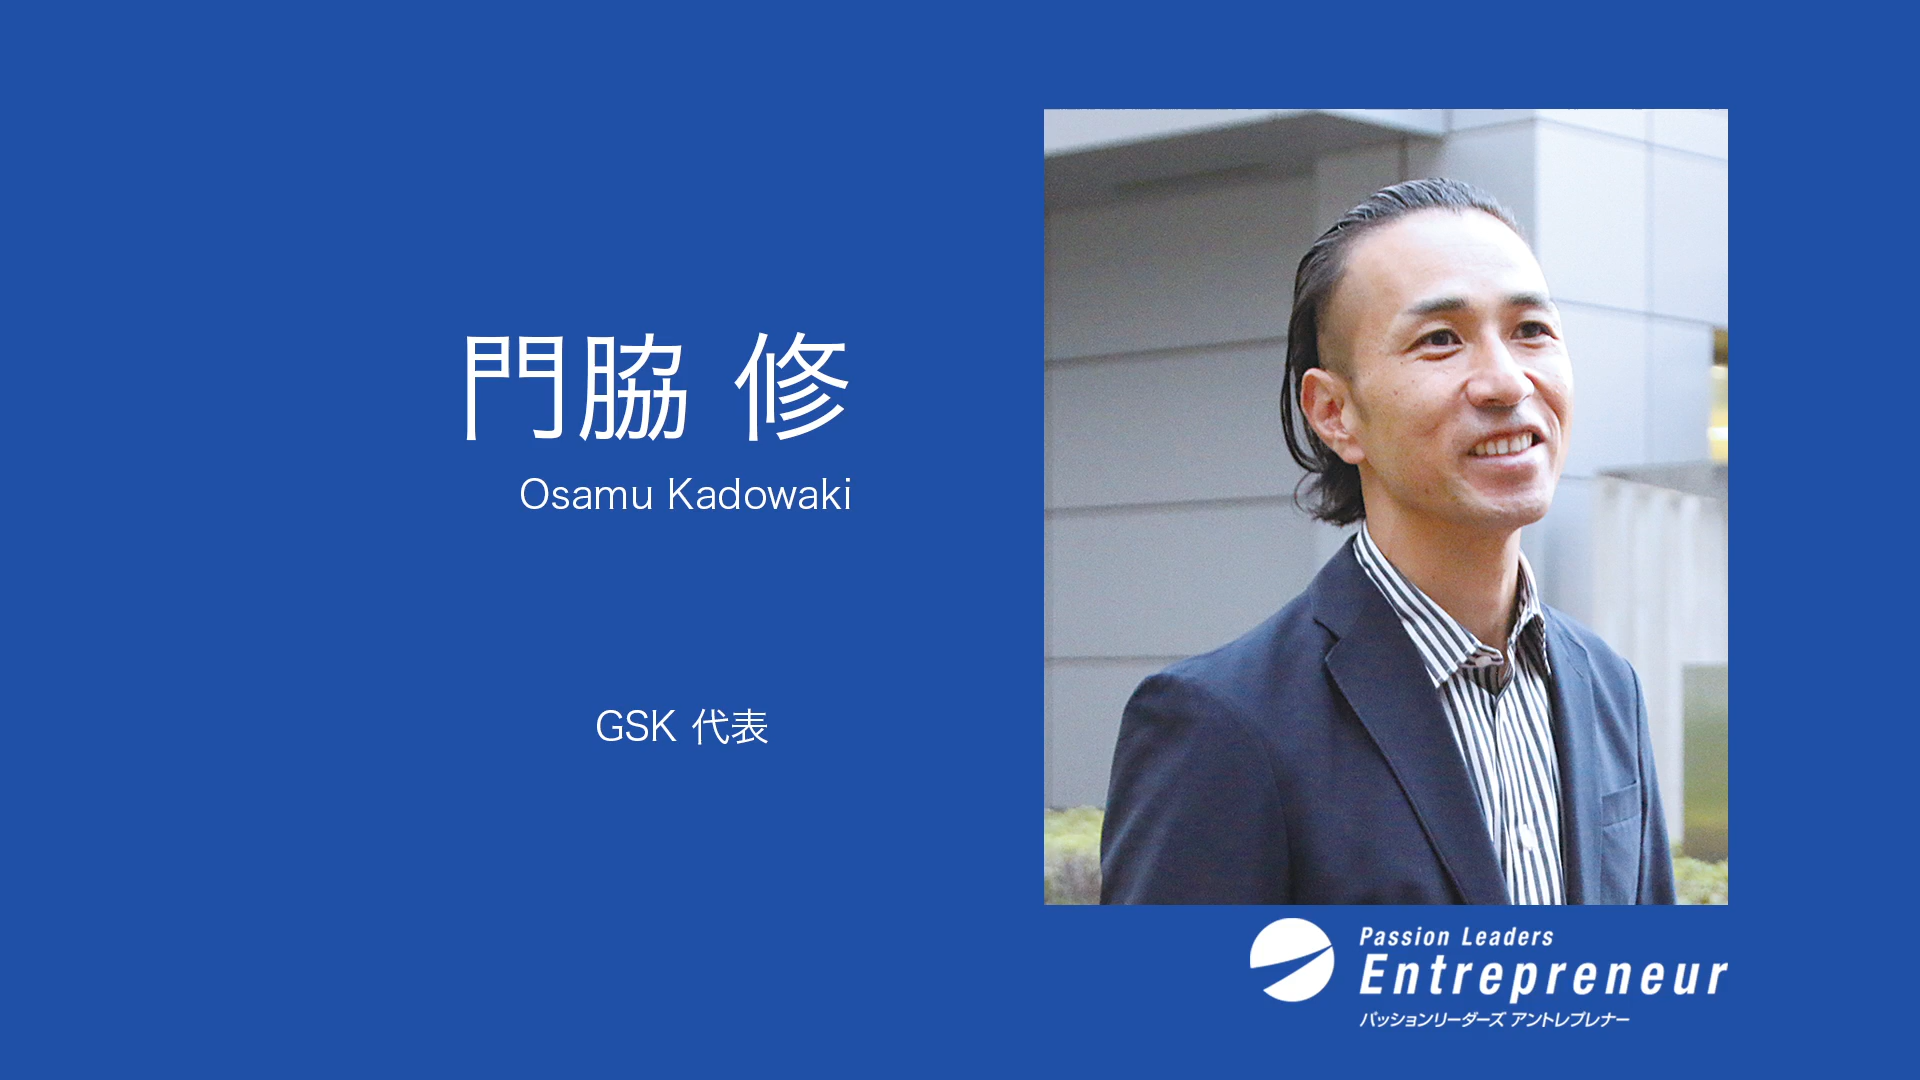 門脇 修
Osamu Kadowaki
GSK 代表
Passion Leaders
Entrepreneur
パッションリーダーズ アントレプレナー